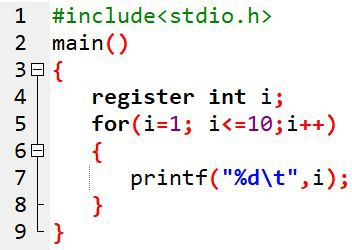 1 #include<stdio.h>
2 main()
3 {
4 register int i;
5 for(i=1; i<=10;i++)
6 {
7 printf("%d\t",i);
8 }
9 }